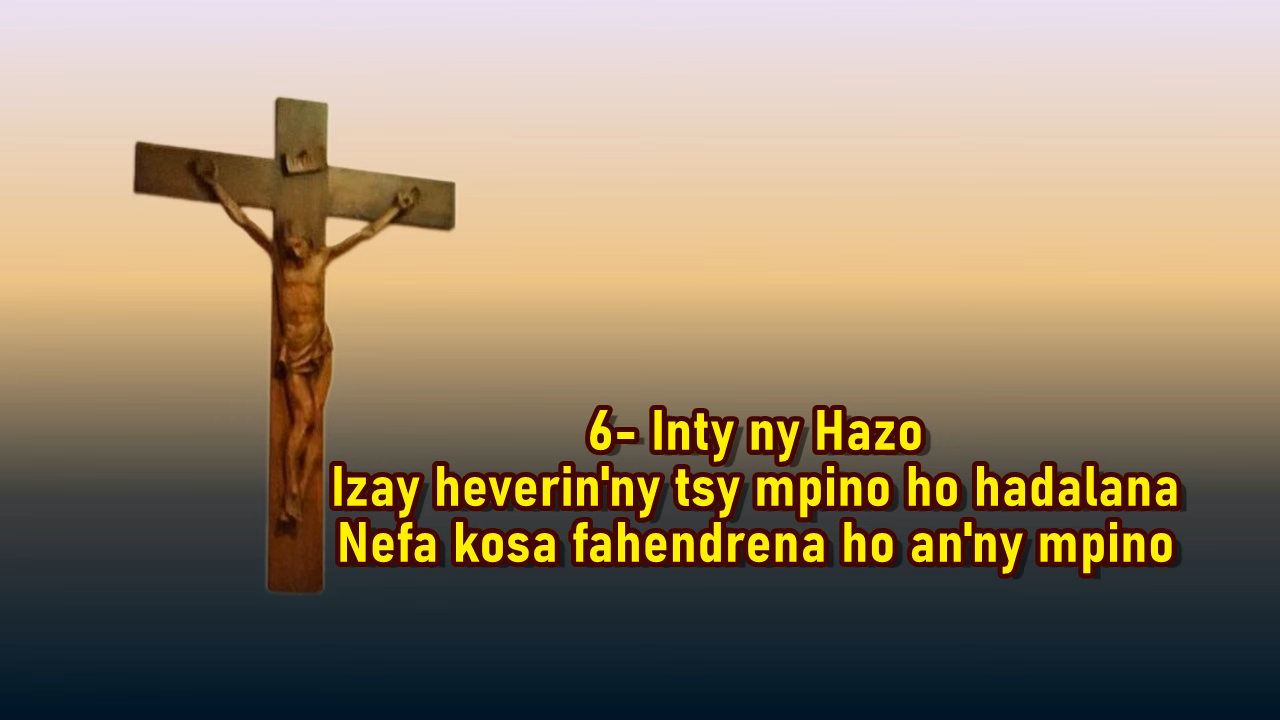 6- Inty ny Hazo
Izay heverin'ny tsy mpino ho hadalana
Nefa kosa fahendrena ho an'ny mpino